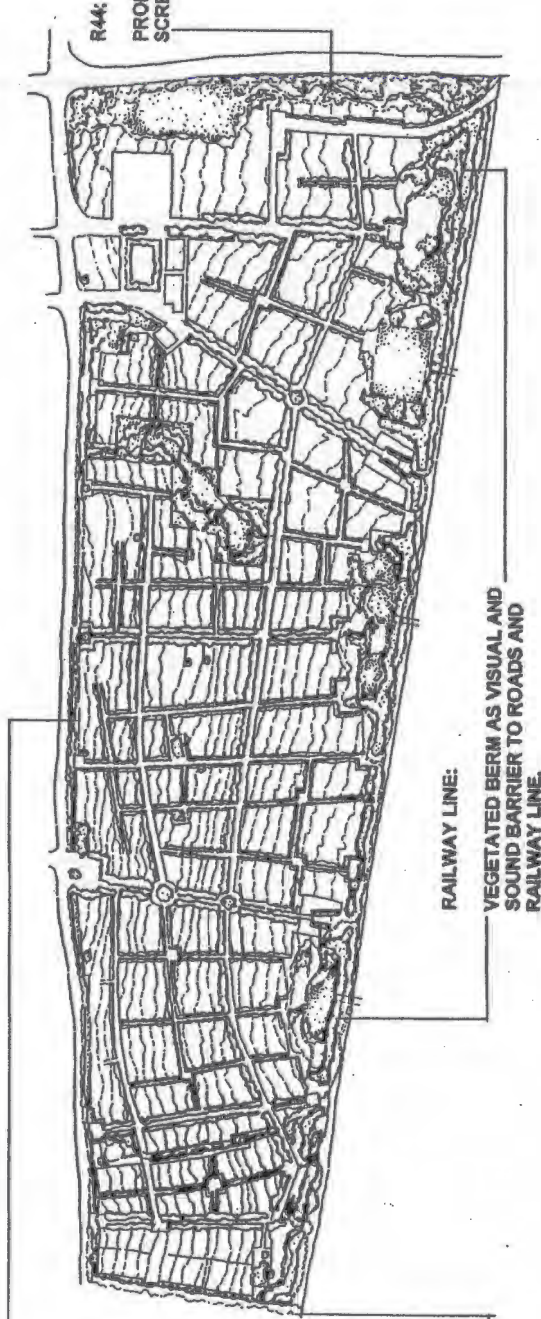 R44:
RAILWAY LINE:
VEGETATED BERM AS VISUAL AND
SOUND BARRIER TO ROADS AND
RAILWAY LINE.